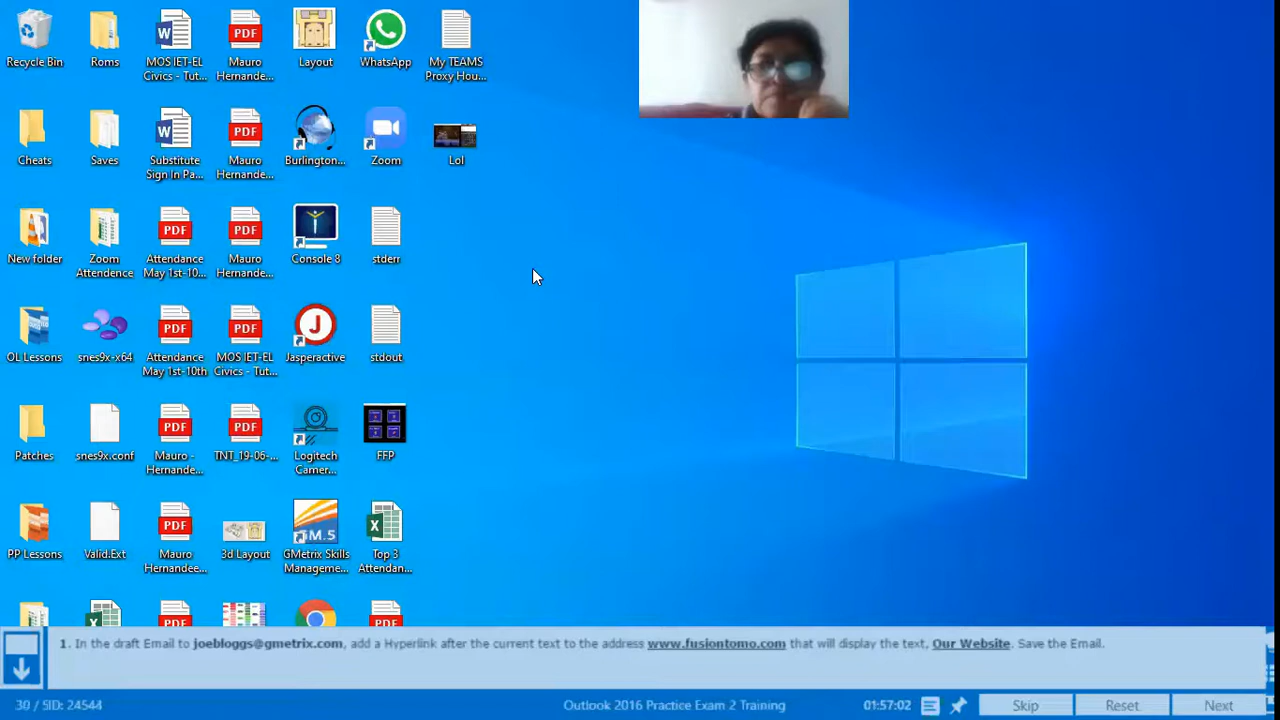 Recycle Bin
Roms
MOS IET-EL
Civics - Tut...
PDF
Mauro
Hernande...
Layout
WhatsApp
My TEAMS
Proxy Hou...
Cheats
Saves
Substitute
Sign In Pa...
PDF
Mauro
Hernande...
Burlington...
Zoom
Lol
New folder
Zoom
Attendence
PDF
Attendance
May 1st-10...
PDF
Mauro
Hernande...
Console 8
stderr
OL Lessons
snes9x-x64
PDF
Attendance
May 1st-10th
PDF
MOS IET-EL
Civics - Tut...
J
Jasperactive
stdout
Patches
snes9x.conf
PDF
Mauro -
Hernande...
PDF
TNT_19-06-...
Logitech
Camer...
FFP
PP Lessons
Valid.Ext
PDF
Mauro
Hernandee...
3d Layout
GM.5
GMetrix Skills
Manageme...
Top 3
Attendan...
PDF
PDF
1. In the draft Email to joebloggs@gmetrix.com, add a Hyperlink after the current text to the address www.fusiontomo.com that will display the text, Our Website. Save the Email.
30 / SID: 24544
Outlook 2016 Practice Exam 2 Training
01:57:02
Skip
Reset
Next